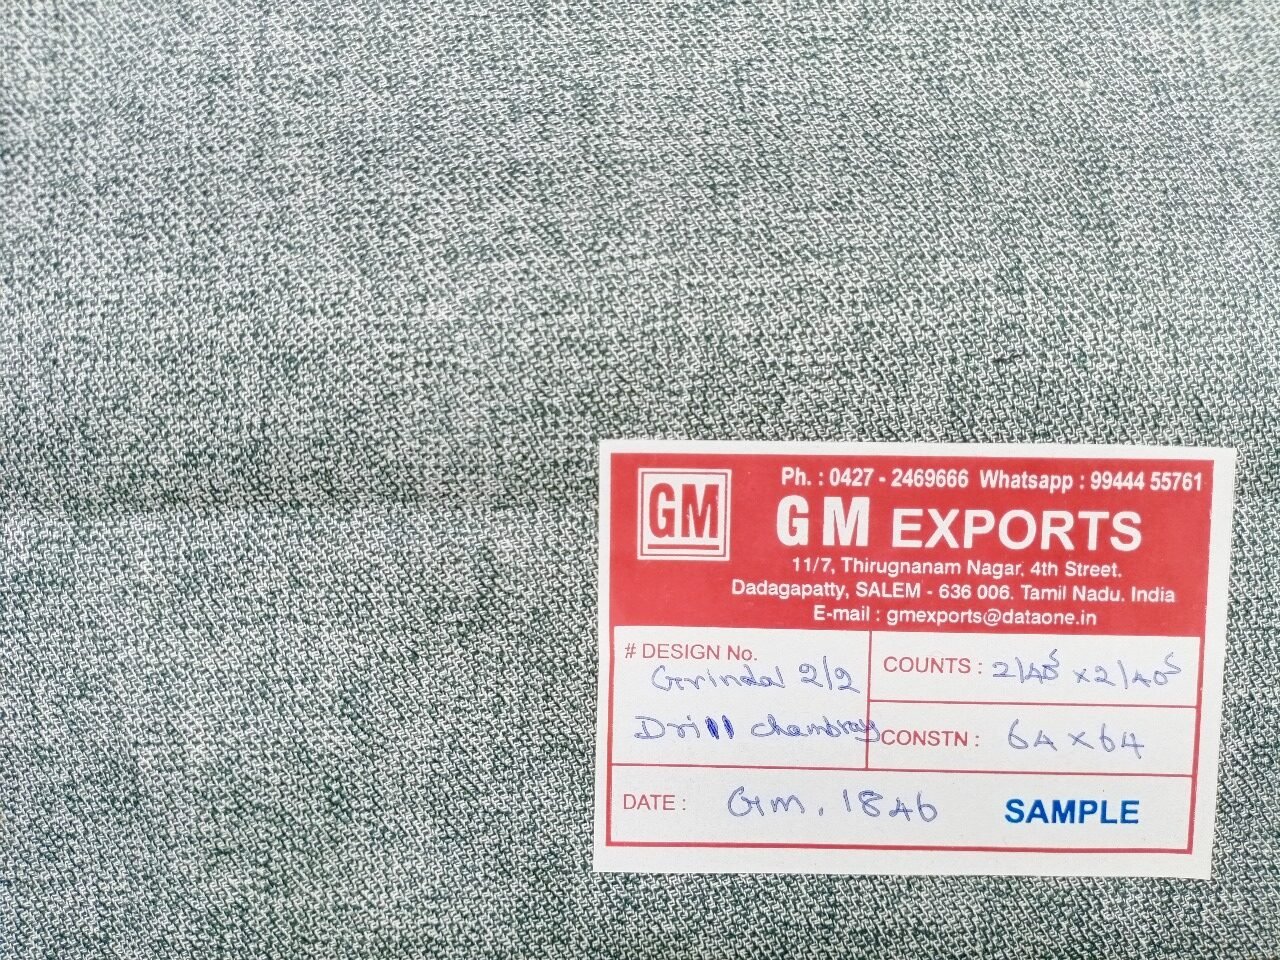 Ph. : 0427 - 2469666 Whatsapp : 99444 55761
GM
GM EXPORTS
11/7, Thirugnanam Nagar, 4th Street.
Dadagapatty, SALEM - 636 006. Tamil Nadu. India
E-mail : gmexports@dataone.in
# DESIGN No.
Grindal 2/2
Drill chambray
COUNTS : 2/40s x 2/40s
CONSTN : 64 x 64
DATE : Gm. 1846
SAMPLE